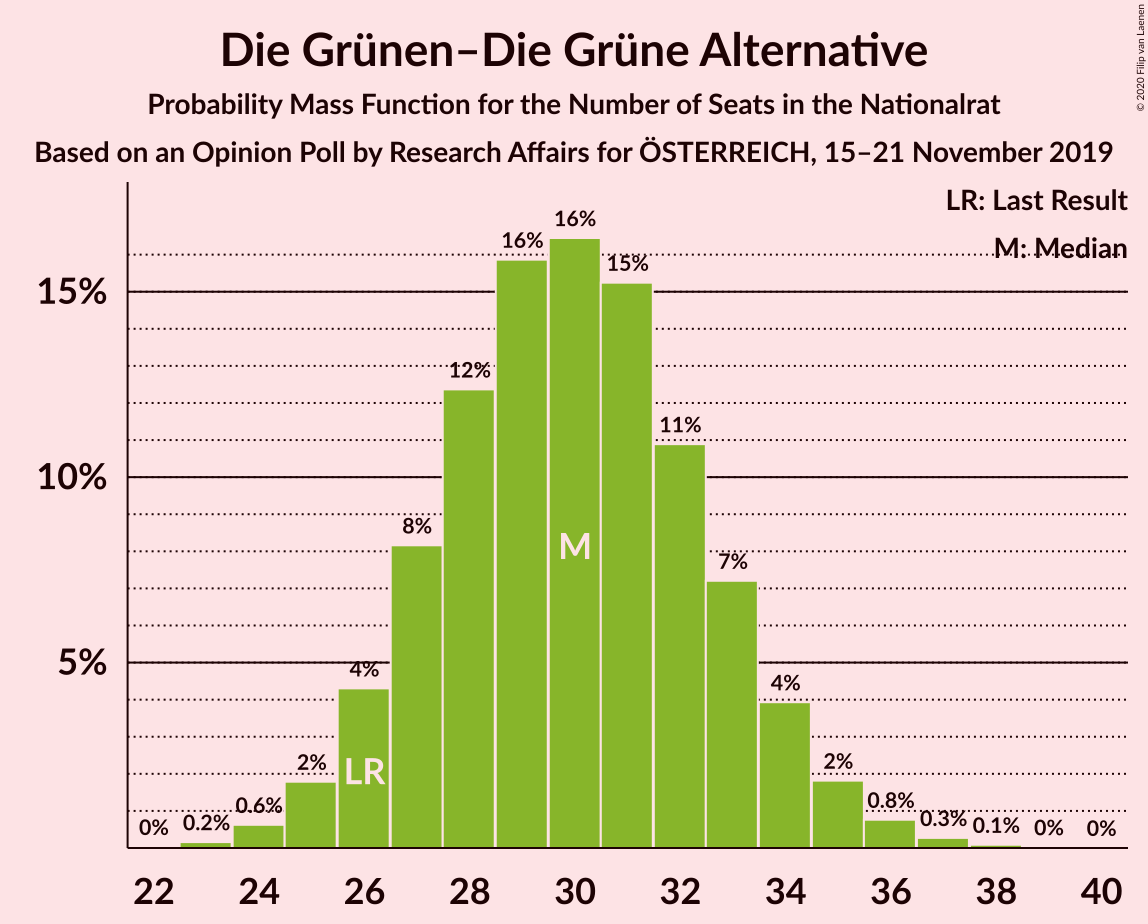 Die Grünen–Die Grüne Alternative
Probability Mass Function for the Number of Seats in the Nationalrat
Based on an Opinion Poll by Research Affairs for ÖSTERREICH, 15–21 November 2019
© 2020 Filip van Laenen
LR: Last Result
M: Median
15%
10%
5%
0%
0.2%
0.6%
2%
4%
8%
12%
16%
16%
15%
11%
7%
4%
2%
0.8%
0.3%
0.1%
0%
0%
LR
M
22 24 26 28 30 32 34 36 38 40